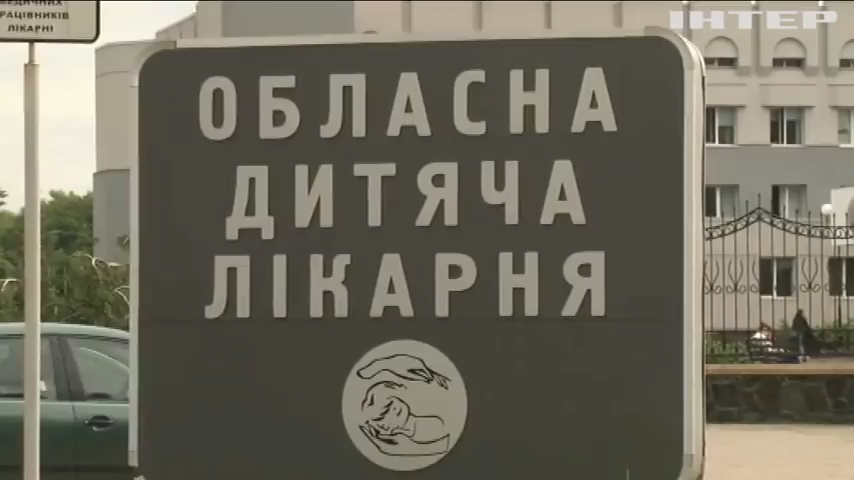 МЕДИЧНИХ
ПРАЦІВНИКІВ
ЛІКАРНІ
ІНТЕР
ОБЛАСНА
ДИТЯЧА
ЛІКАРНЯ